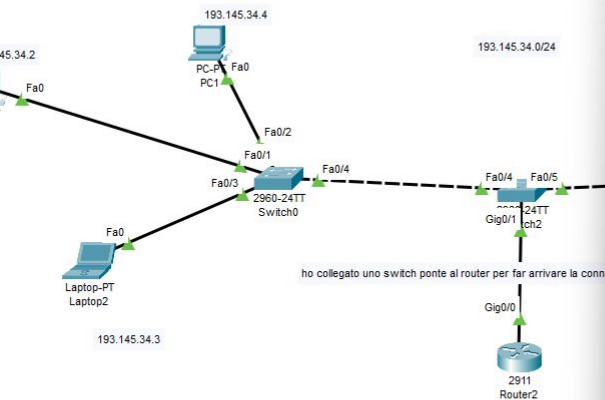 193.145.34.4
193.145.34.0/24
45.34.2
Fa0
PC-PT
Fa0
PC1
Fa0/2
Fa0/1
Fa0/4
Fa0/3
2960-24TT
Switch0
Fa0/4
Fa0/5
24TT
Gig0/1
tch2
Fa0
Laptop-PT
Laptop2
ho collegato uno switch ponte al router per far arrivare la conn
Gig0/0
193.145.34.3
2911
Router2